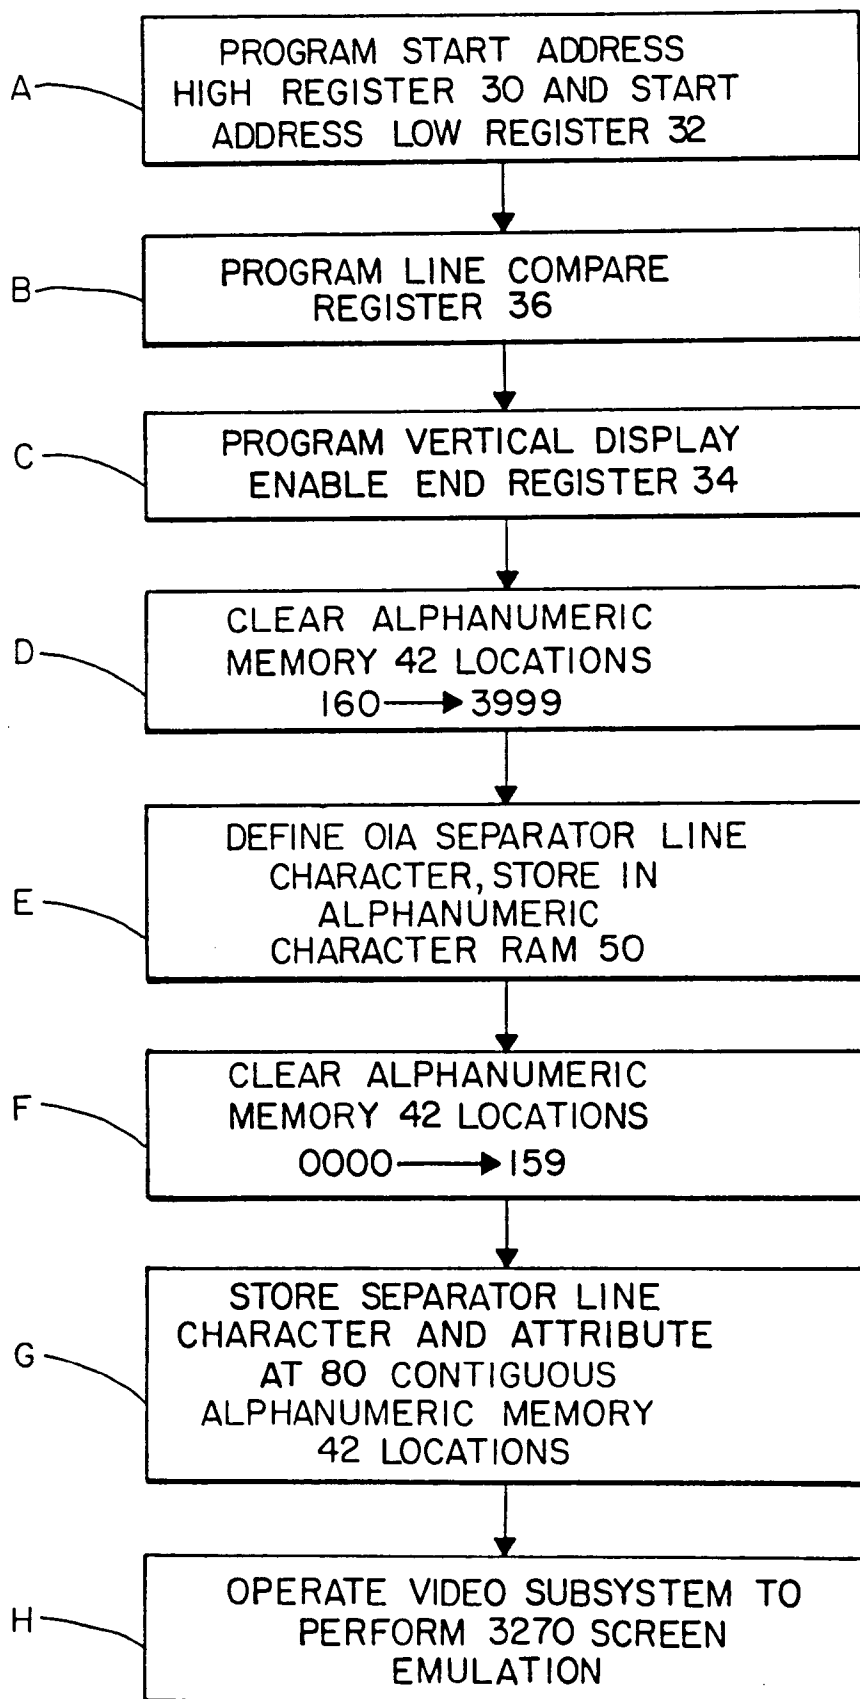 A
PROGRAM START ADDRESS
HIGH REGISTER 30 AND START
ADDRESS LOW REGISTER 32
B
PROGRAM LINE COMPARE
REGISTER 36
C
PROGRAM VERTICAL DISPLAY
ENABLE END REGISTER 34
D
CLEAR ALPHANUMERIC
MEMORY 42 LOCATIONS
160 → 3999
E
DEFINE OIA SEPARATOR LINE
CHARACTER, STORE IN
ALPHANUMERIC
CHARACTER RAM 50
F
CLEAR ALPHANUMERIC
MEMORY 42 LOCATIONS
0000 → 159
G
STORE SEPARATOR LINE
CHARACTER AND ATTRIBUTE
AT 80 CONTIGUOUS
ALPHANUMERIC MEMORY
42 LOCATIONS
H
OPERATE VIDEO SUBSYSTEM TO
PERFORM 3270 SCREEN
EMULATION